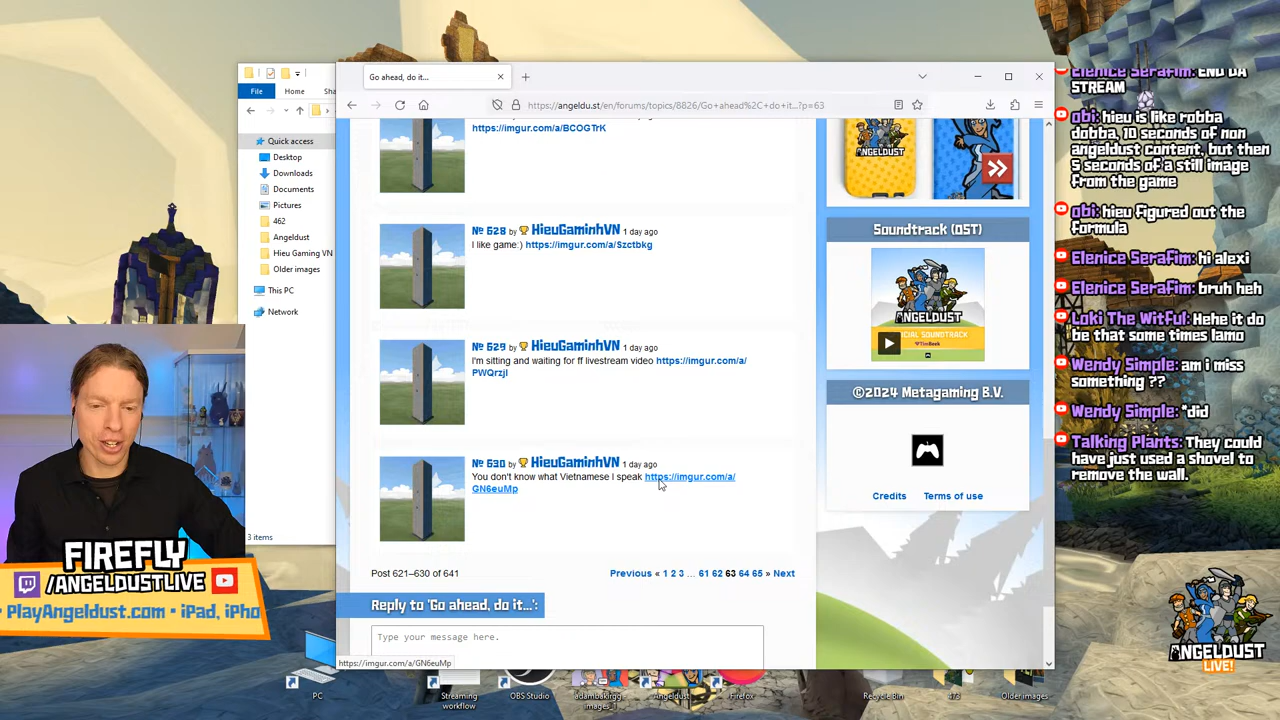 Go ahead, do it...
File
Home
Sha
Quick access
Desktop
Downloads
Documents
Pictures
462
Angeldust
Hieu Gaming VN
Older images
This PC
Network
3 items
https://angeldu.st/en/forums/topics/8826/Go+ahead%2C+do+it...?p=63
https://imgur.com/a/BCOGTrK
№ 628 by HieuGaminhVN 1 day ago
I like game:) https://imgur.com/a/Szctbkg
№ 629 by HieuGaminhVN 1 day ago
I'm sitting and waiting for ff livestream video https://imgur.com/a/
PWQrzjI
№ 630 by HieuGaminhVN 1 day ago
You don't know what Vietnamese I speak https://imgur.com/a/
GN6euMp
Post 621–630 of 641
Previous « 1 2 3 ... 61 62 63 64 65 » Next
Reply to 'Go ahead, do it...':
Type your message here.
https://imgur.com/a/GN6euMp
ANGELDUST
Soundtrack (OST)
ANGELDUST
OFFICIAL SOUNDTRACK
©2024 Metagaming B.V.
Credits
Terms of use
Elenice Serafim: END DA
STREAM
obi: hieu is like robba
dobba, 10 seconds of non
angeldust content, but then
5 seconds of a still image
from the game
obi: hieu figured out the
formula
Elenice Serafim: hi alexi
Elenice Serafim: bruh heh
Loki The Witful: Hehe it do
be that some times lamo
Wendy Simple: am i miss
something ??
Wendy Simple: *did
Talking Plants: They could
have just used a Shovel to
remove the wall.
FIREFLY
/ANGELDUSTLIVE
PlayAngeldust.com • iPad, iPho
ANGELDUST
LIVE!
PC
Streaming
workflow
OBS Studio
adambakirgg
images_1
Angeldust
Firefox
Recycle Bin
473
Older images